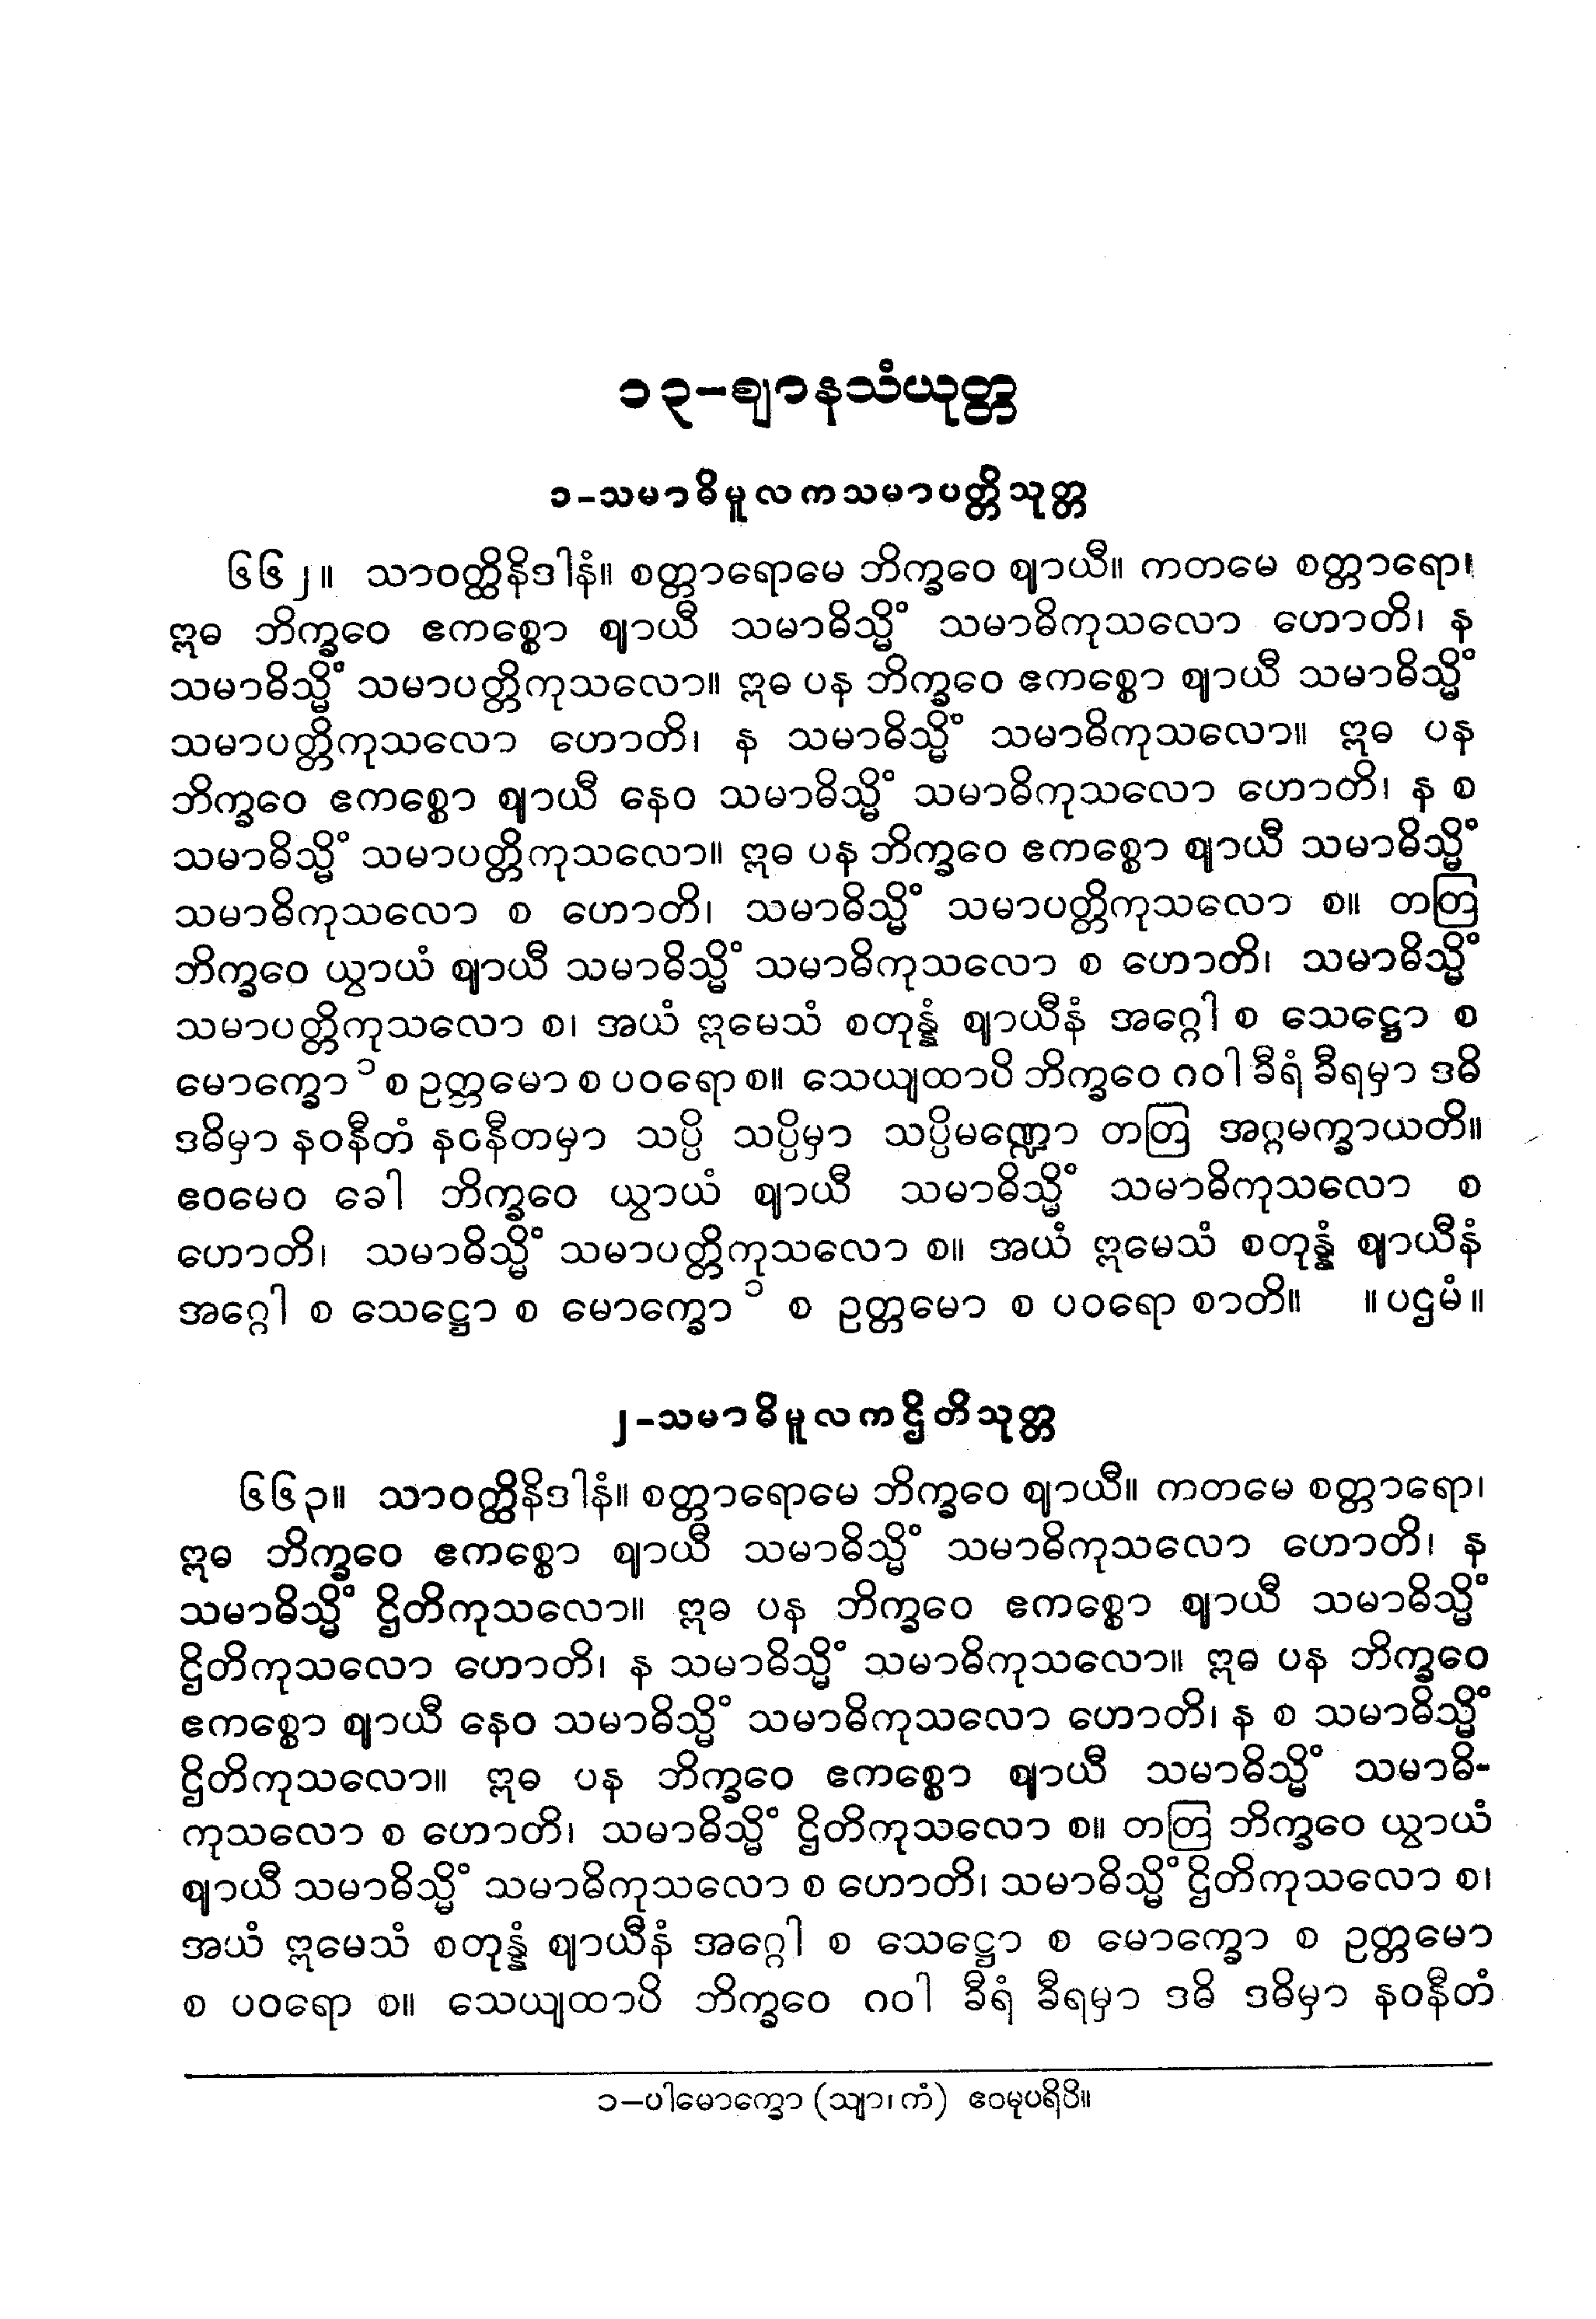 ၁၃-ဈာနသံယုတ္တ
၁-သမာဓိမူလကသမာပတ္တိသုတ္တ
၆၆၂။ သာဝတ္ထိနိဒါနံ။ စတ္တာရောမေ ဘိက္ခဝေ ဈာယီ။ ကတမေ စတ္တာရော၊
ဣဓ ဘိက္ခဝေ ဧကစ္စော ဈာယီ သမာဓိသ္မိံ သမာဓိကုသလော ဟောတိ၊ န
သမာဓိသ္မိံ သမာပတ္တိကုသလော။ ဣဓ ပန ဘိက္ခဝေ ဧကစ္စော ဈာယီ သမာဓိသ္မိံ
သမာပတ္တိကုသလော ဟောတိ၊ န သမာဓိသ္မိံ သမာဓိကုသလော။ ဣဓ ပန
ဘိက္ခဝေ ဧကစ္စော ဈာယီ နေဝ သမာဓိသ္မိံ သမာဓိကုသလော ဟောတိ၊ န စ
သမာဓိသ္မိံ သမာပတ္တိကုသလော။ ဣဓ ပန ဘိက္ခဝေ ဧကစ္စော ဈာယီ သမာဓိသ္မိံ
သမာဓိကုသလော စ ဟောတိ၊ သမာဓိသ္မိံ သမာပတ္တိကုသလော စ။ တတြ
ဘိက္ခဝေ ယွာယံ ဈာယီ သမာဓိသ္မိံ သမာဓိကုသလော စ ဟောတိ၊ သမာဓိသ္မိံ
သမာပတ္တိကုသလော စ၊ အယံ ဣမေသံ စတုန္နံ ဈာယီနံ အဂ္ဂေါ စ သေဋ္ဌော စ
မောက္ခော ၁ စ ဥတ္တမော စ ပဝရော စ။ သေယျထာပိ ဘိက္ခဝေ ဂဝါ ခီရံ ခီရမှာ ဒဓိ
ဒဓိမှာ နဝနီတံ နဝနီတမှာ သပ္ပိ သပ္ပိမှာ သပ္ပိမဏ္ဍော တတြ အဂ္ဂမက္ခာယတိ။
ဧဝမေဝ ခေါ ဘိက္ခဝေ ယွာယံ ဈာယီ သမာဓိသ္မိံ သမာဓိကုသလော စ
ဟောတိ၊ သမာဓိသ္မိံ သမာပတ္တိကုသလော စ။ အယံ ဣမေသံ စတုန္နံ ဈာယီနံ
အဂ္ဂေါ စ သေဋ္ဌော စ မောက္ခော ၁ စ ဥတ္တမော စ ပဝရော စာတိ။ ။ပဌမံ။
၂-သမာဓိမူလကဌိတိသုတ္တ
၆၆၃။ သာဝတ္ထိနိဒါနံ။ စတ္တာရောမေ ဘိက္ခဝေ ဈာယီ။ ကတမေ စတ္တာရော၊
ဣဓ ဘိက္ခဝေ ဧကစ္စော ဈာယီ သမာဓိသ္မိံ သမာဓိကုသလော ဟောတိ၊ န
သမာဓိသ္မိံ ဌိတိကုသလော။ ဣဓ ပန ဘိက္ခဝေ ဧကစ္စော ဈာယီ သမာဓိသ္မိံ
ဌိတိကုသလော ဟောတိ၊ န သမာဓိသ္မိံ သမာဓိကုသလော။ ဣဓ ပန ဘိက္ခဝေ
ဧကစ္စော ဈာယီ နေဝ သမာဓိသ္မိံ သမာဓိကုသလော ဟောတိ၊ န စ သမာဓိသ္မိံ
ဌိတိကုသလော။ ဣဓ ပန ဘိက္ခဝေ ဧကစ္စော ဈာယီ သမာဓိသ္မိံ သမာဓိ-
ကုသလော စ ဟောတိ၊ သမာဓိသ္မိံ ဌိတိကုသလော စ။ တတြ ဘိက္ခဝေ ယွာယံ
ဈာယီ သမာဓိသ္မိံ သမာဓိကုသလော စ ဟောတိ၊ သမာဓိသ္မိံ ဌိတိကုသလော စ၊
အယံ ဣမေသံ စတုန္နံ ဈာယီနံ အဂ္ဂေါ စ သေဋ္ဌော စ မောက္ခော စ ဥတ္တမော
စ ပဝရော စ။ သေယျထာပိ ဘိက္ခဝေ ဂဝါ ခီရံ ခီရမှာ ဒဓိ ဒဓိမှာ နဝနီတံ
၁-ပါမောက္ခော (သျာ၊ ကံ) ဧဝမုပရိပိ။